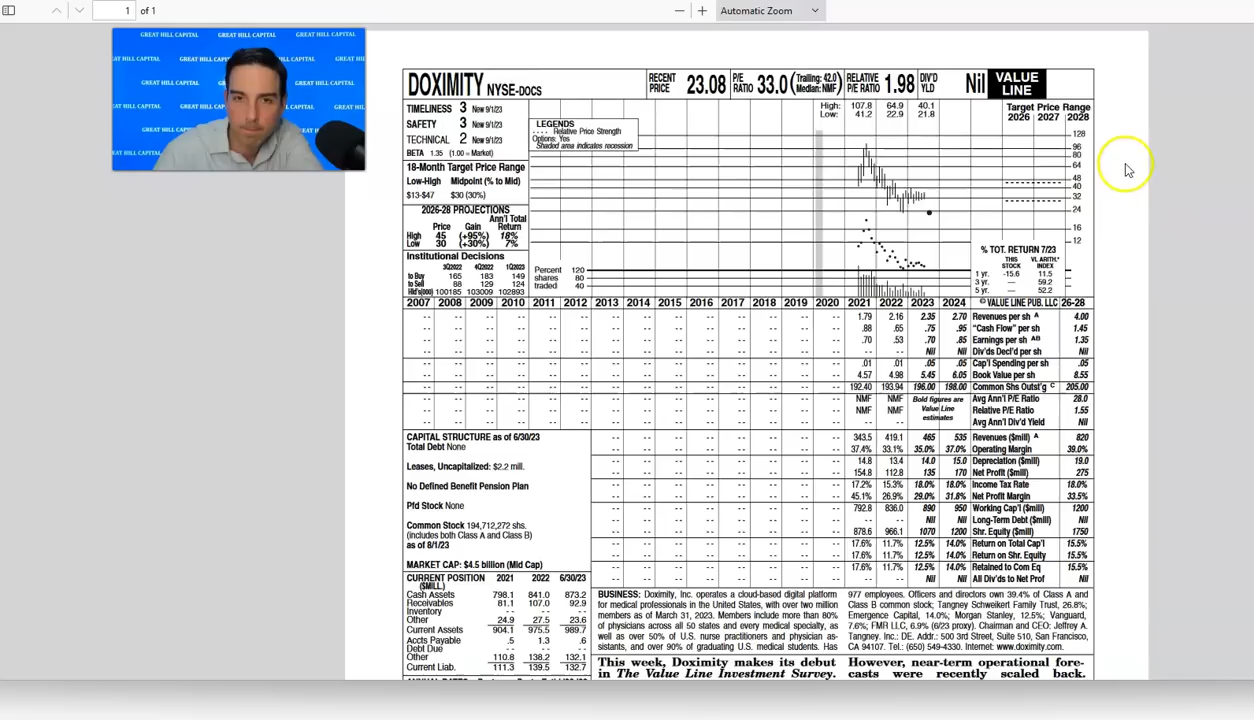 1 of 1
Automatic Zoom
GREAT HILL CAPITAL GREAT HILL CAPITAL GREAT HILL CAPITAL
DOXIMITY NYSE-DOCS
RECENT PRICE 23.08 P/E RATIO 33.0 (Trailing: 42.0 Median: NMF) RELATIVE P/E RATIO 1.98 DIV'D YLD Nil VALUE LINE
TIMELINESS 3 New 9/1/23
SAFETY 3 New 9/1/23
TECHNICAL 2 New 9/1/23
BETA 1.35 (1.00 = Market)
18-Month Target Price Range
Low-High Midpoint (% to Mid)
$13-$47 $30 (30%)
2026-28 PROJECTIONS
Ann'l Total
Price Gain Return
High 45 (+95%) 18%
Low 30 (+30%) 7%
Institutional Decisions
3Q2022 4Q2022 1Q2023
to Buy 165 183 149
to Sell 88 129 124
Hld's(000) 100185 103009 102893
High: 107.8 64.9 40.1
Low: 41.2 22.9 21.8
LEGENDS
.... Relative Price Strength
Options: Yes
Shaded area indicates recession
Target Price Range
2026 2027 2028
128
96
80
64
48
40
32
24
16
12
Percent 120
shares 80
traded 40
% TOT. RETURN 7/23
THIS STOCK VL ARITH.* INDEX
1 yr. -15.6 11.5
3 yr. — 59.2
5 yr. — 52.2
2007 2008 2009 2010 2011 2012 2013 2014 2015 2016 2017 2018 2019 2020 2021 2022 2023 2024 © VALUE LINE PUB. LLC 26-28
-- -- -- -- -- -- -- -- -- -- -- -- -- -- 1.79 2.16 2.35 2.70 Revenues per sh A 4.00
-- -- -- -- -- -- -- -- -- -- -- -- -- -- .88 .65 .75 .95 "Cash Flow" per sh 1.45
-- -- -- -- -- -- -- -- -- -- -- -- -- -- .70 .53 .70 .85 Earnings per sh AB 1.35
-- -- -- -- -- -- -- -- -- -- -- -- -- -- -- -- Nil Nil Div'ds Decl'd per sh Nil
-- -- -- -- -- -- -- -- -- -- -- -- -- -- .01 .01 .05 .05 Cap'l Spending per sh .05
-- -- -- -- -- -- -- -- -- -- -- -- -- -- 4.57 4.98 5.45 6.05 Book Value per sh 8.55
-- -- -- -- -- -- -- -- -- -- -- -- -- -- 192.40 193.94 196.00 198.00 Common Shs Outst'g C 205.00
-- -- -- -- -- -- -- -- -- -- -- -- -- -- NMF NMF Bold figures are Avg Ann'l P/E Ratio 28.0
-- -- -- -- -- -- -- -- -- -- -- -- -- -- NMF NMF Value Line Relative P/E Ratio 1.55
-- -- -- -- -- -- -- -- -- -- -- -- -- -- -- -- estimates Avg Ann'l Div'd Yield Nil
CAPITAL STRUCTURE as of 6/30/23
Total Debt None
Leases, Uncapitalized: $2.2 mill.
No Defined Benefit Pension Plan
Pfd Stock None
Common Stock 194,712,272 shs.
(includes both Class A and Class B)
as of 8/1/23
MARKET CAP: $4.5 billion (Mid Cap)
-- -- -- -- -- -- -- -- 343.5 419.1 465 535 Revenues ($mill) A 820
-- -- -- -- -- -- -- -- 37.4% 33.1% 35.0% 37.0% Operating Margin 39.0%
-- -- -- -- -- -- -- -- 14.8 13.4 14.0 15.0 Depreciation ($mill) 19.0
-- -- -- -- -- -- -- -- 154.8 112.8 135 170 Net Profit ($mill) 275
-- -- -- -- -- -- -- -- 17.2% 15.3% 18.0% 18.0% Income Tax Rate 18.0%
-- -- -- -- -- -- -- -- 45.1% 26.9% 29.0% 31.8% Net Profit Margin 33.5%
-- -- -- -- -- -- -- -- 792.8 836.0 890 950 Working Cap'l ($mill) 1200
-- -- -- -- -- -- -- -- -- -- Nil Nil Long-Term Debt ($mill) Nil
-- -- -- -- -- -- -- -- 878.6 966.1 1070 1200 Shr. Equity ($mill) 1750
-- -- -- -- -- -- -- -- 17.6% 11.7% 12.5% 14.0% Return on Total Cap'l 15.5%
-- -- -- -- -- -- -- -- 17.6% 11.7% 12.5% 14.0% Return on Shr. Equity 15.5%
-- -- -- -- -- -- -- -- 17.6% 11.7% 12.5% 14.0% Retained to Com Eq 15.5%
-- -- -- -- -- -- -- -- -- -- Nil Nil All Div'ds to Net Prof Nil
CURRENT POSITION 2021 2022 6/30/23
($MILL.)
Cash Assets 798.1 841.0 873.2
Receivables 81.1 107.0 92.9
Inventory -- -- --
Other 24.9 27.5 23.6
Current Assets 904.1 975.5 989.7
Accts Payable .5 1.3 .6
Debt Due -- -- --
Other 110.8 138.2 132.1
Current Liab. 111.3 139.5 132.7
BUSINESS: Doximity, Inc. operates a cloud-based digital platform
for medical professionals in the United States, with over two million
members as of March 31, 2023. Members include more than 80%
of physicians across all 50 states and every medical specialty, as
well as over 50% of U.S. nurse practitioners and physician as-
sistants, and over 90% of graduating U.S. medical students. Has
977 employees. Officers and directors own 39.4% of Class A and
Class B common stock; Tangney Schweikert Family Trust, 26.8%;
Emergence Capital, 14.0%; Morgan Stanley, 12.5%; Vanguard,
7.6%; FMR LLC, 6.9% (6/23 proxy). Chairman and CEO: Jeffrey A.
Tangney. Inc.: DE. Addr.: 500 3rd Street, Suite 510, San Francisco,
CA 94107. Tel.: (650) 549-4330. Internet: www.doximity.com.
This week, Doximity makes its debut
in The Value Line Investment Survey.
However, near-term operational fore-
casts were recently scaled back.